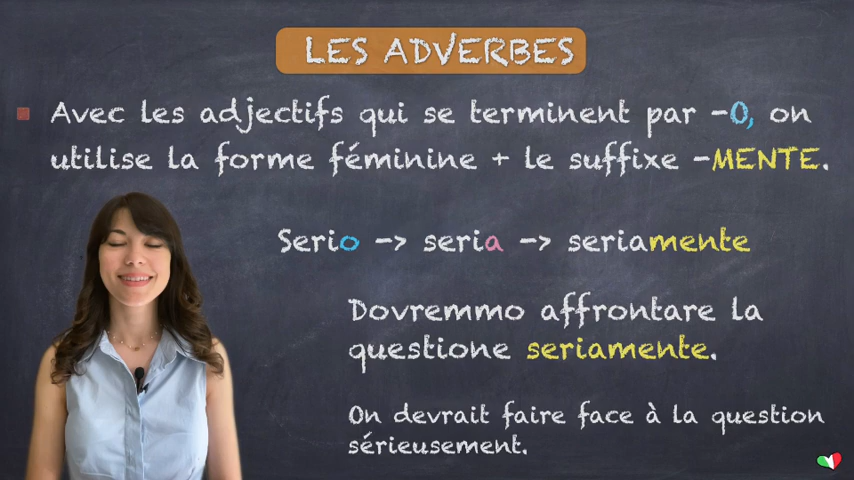 LES ADVERBES
Avec les adjectifs qui se terminent par -O, on
utilise la forme féminine + le suffixe -MENTE.
Serio -> seria -> seriamente
Dovremmo affrontare la
questione seriamente.
On devrait faire face à la question
sérieusement.